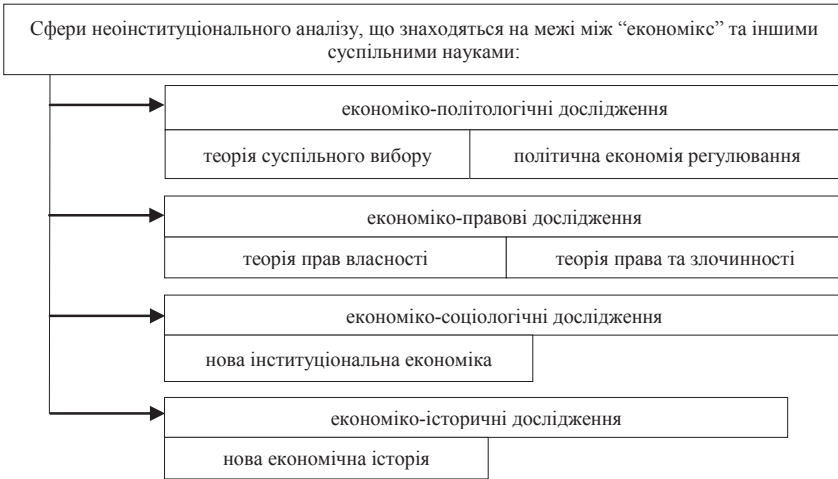 Сфери неоінституціонального аналізу, що знаходяться на межі між “економікс” та іншими
суспільними науками:
економіко-політологічні дослідження
теорія суспільного вибору
політична економія регулювання
економіко-правові дослідження
теорія прав власності
теорія права та злочинності
економіко-соціологічні дослідження
нова інституціональна економіка
економіко-історичні дослідження
нова економічна історія